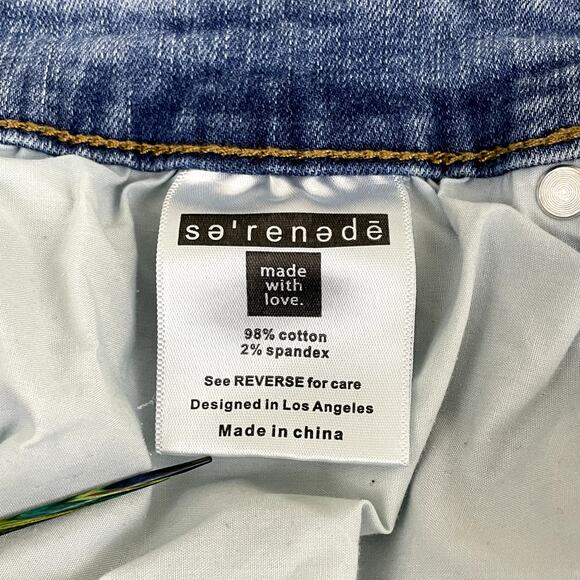 sə'renədē
made
with
love.
98% cotton
2% spandex
See REVERSE for care
Designed in Los Angeles
Made in china